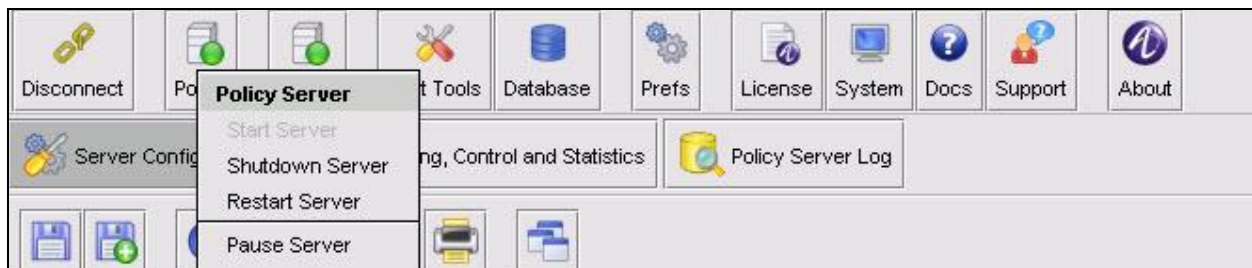 Disconnect Po t Tools Database Prefs License System Docs Support About
Policy Server
Start Server
Server Config ng, Control and Statistics Policy Server Log
Shutdown Server
Restart Server
Pause Server